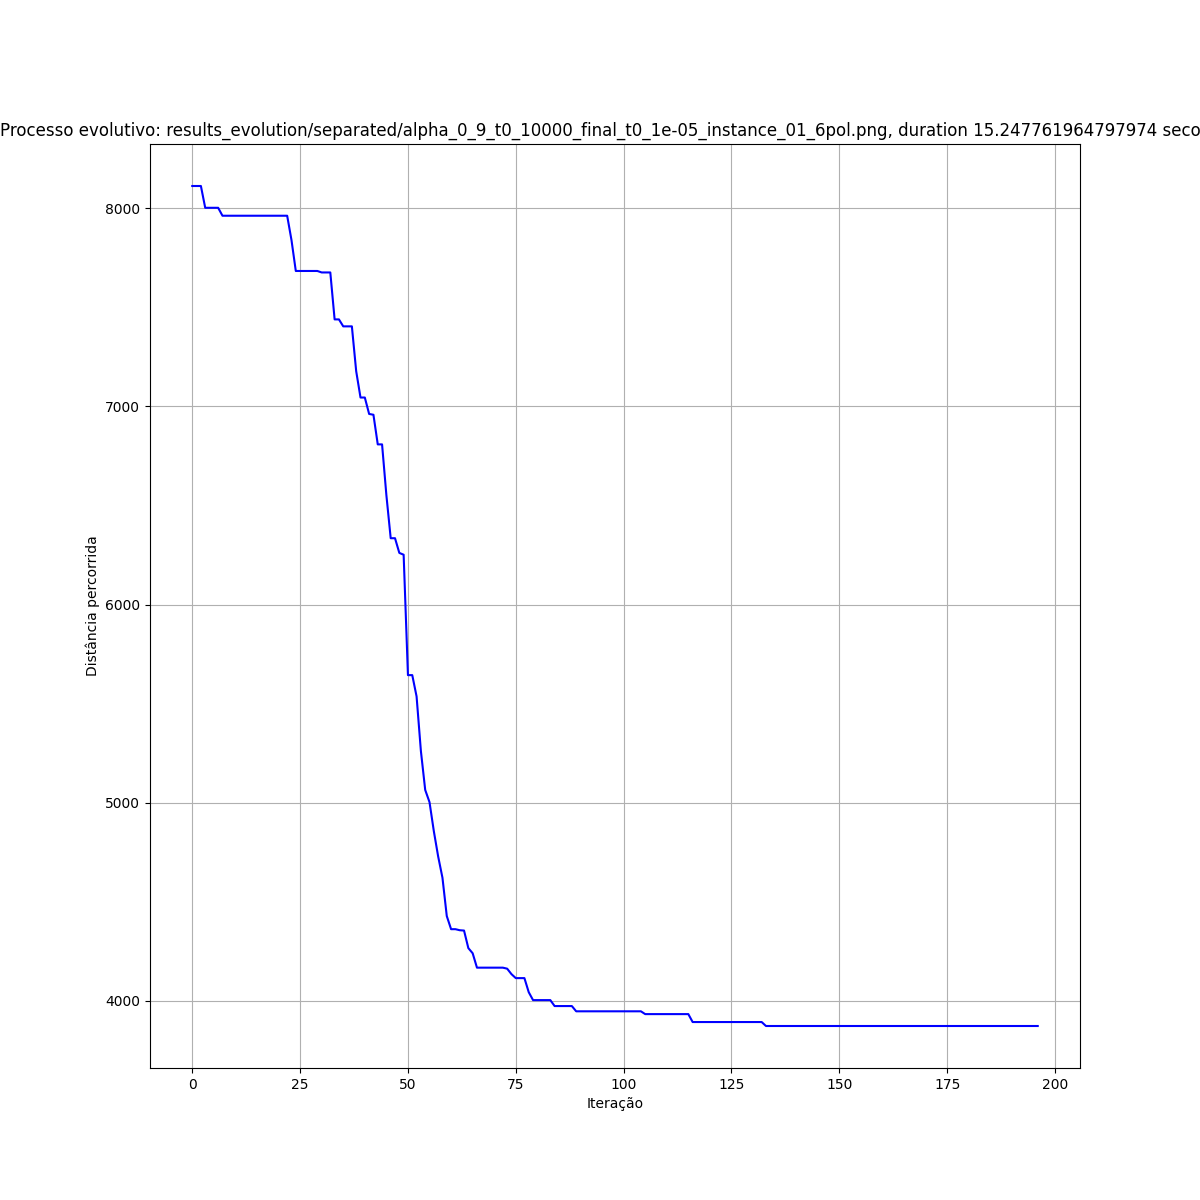 Processo evolutivo: results_evolution/separated/alpha_0_9_t0_10000_final_t0_1e-05_instance_01_6pol.png, duration 15.247761964797974 seco
8000
7000
6000
5000
4000
Distância percorrida
0 25 50 75 100 125 150 175 200
Iteração